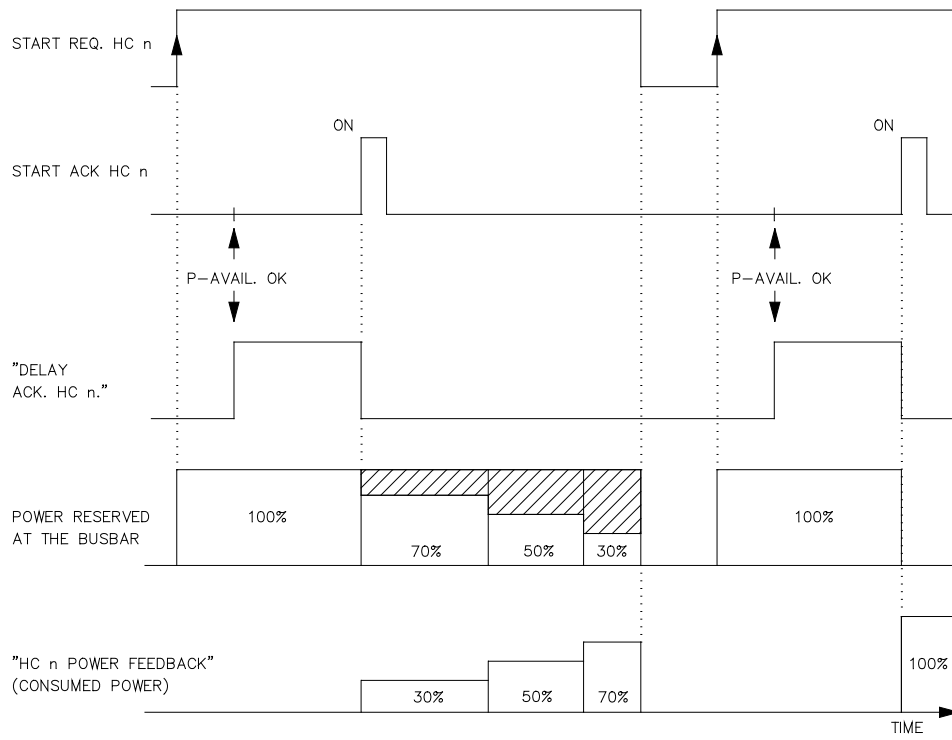 START REQ. HC n
ON
ON
START ACK HC n
P-AVAIL. OK
P-AVAIL. OK
"DELAY
ACK. HC n."
POWER RESERVED
AT THE BUSBAR
100%
70%
50%
30%
100%
"HC n POWER FEEDBACK"
(CONSUMED POWER)
30%
50%
70%
100%
TIME